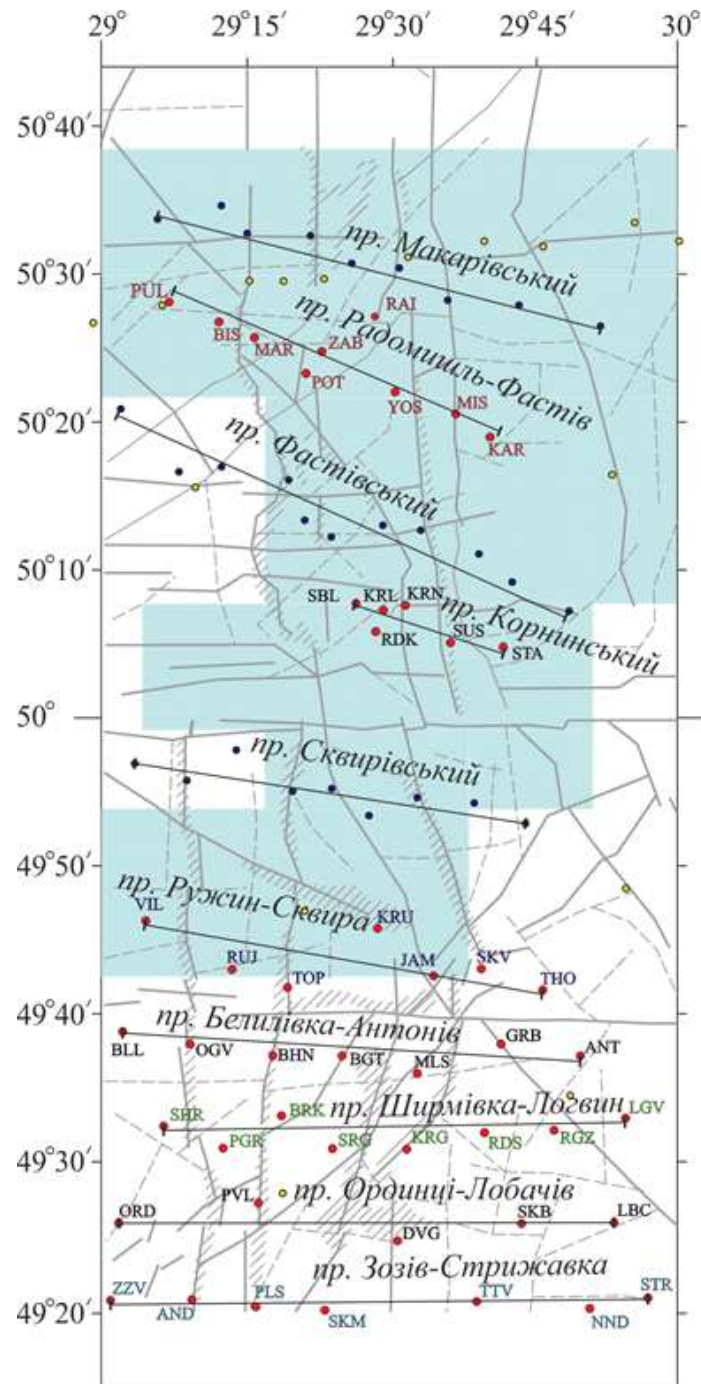 29° 29°15′ 29°30′ 29°45′ 30°
50°40′
пр. Макарівський
50°30′
PUL
RAI
BIS
MAR
ZAB
пр. Радомишль-Фастів
POT
YOS
MIS
50°20′
KAR
пр. Фастівський
50°10′
SBL KRL KRN
пр. Корнинський
RDK SUS STA
50°
пр. Сквирівський
49°50′
пр. Ружин-Сквира
VIL
KRU
RUJ
TOP
JAM
SKV
THO
49°40′
пр. Белилівка-Антонів
BLL
OGV
BHN
BGT
MLS
GRB
ANT
SHR
BRK
пр. Ширмівка-Логвин
LGV
PGR
SRG
KRG
RDS
RGZ
49°30′
пр. Ординці-Лобачів
ORD
PVL
SKB
LBC
DVG
пр. Зозів-Стрижавка
ZZV
AND
PLS
SKM
TTV
NND
STR
49°20′